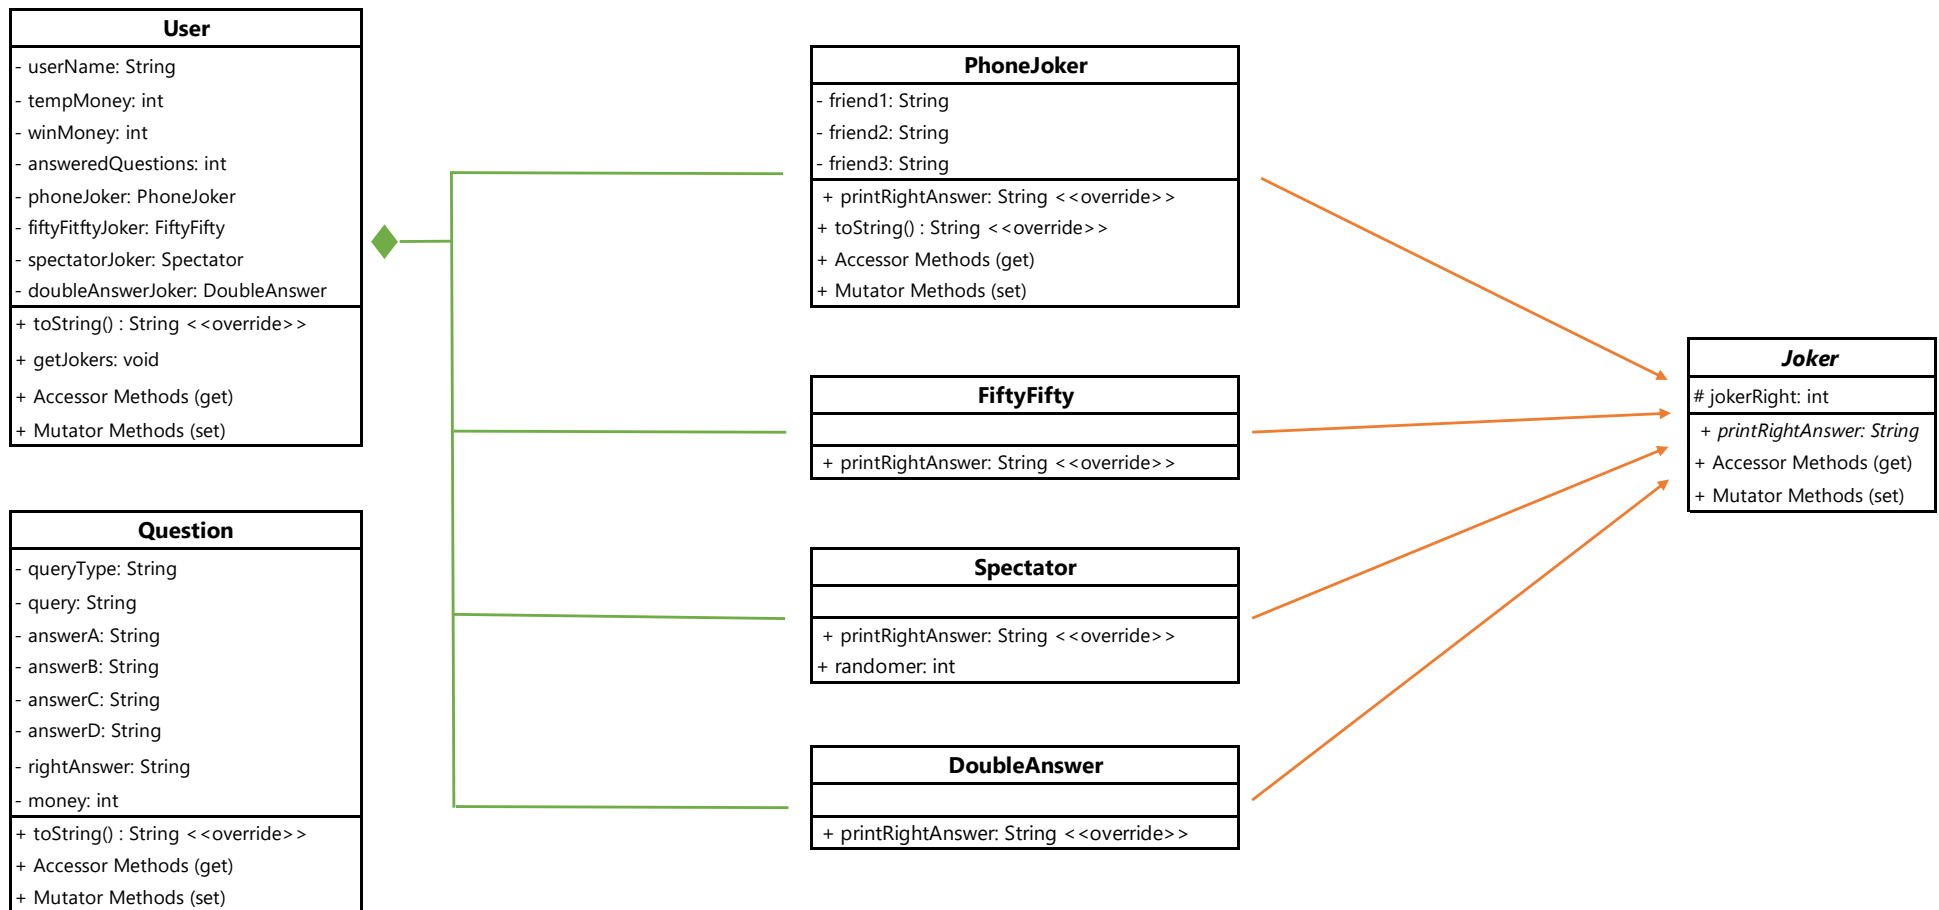 User
- userName: String
- tempMoney: int
- winMoney: int
- answeredQuestions: int
- phoneJoker: PhoneJoker
- fiftyFitftyJoker: FiftyFifty
- spectatorJoker: Spectator
- doubleAnswerJoker: DoubleAnswer
+ toString() : String <<override>>
+ getJokers: void
+ Accessor Methods (get)
+ Mutator Methods (set)
Question
- queryType: String
- query: String
- answerA: String
- answerB: String
- answerC: String
- answerD: String
- rightAnswer: String
- money: int
+ toString() : String <<override>>
+ Accessor Methods (get)
+ Mutator Methods (set)
PhoneJoker
- friend1: String
- friend2: String
- friend3: String
+ printRightAnswer: String <<override>>
+ toString() : String <<override>>
+ Accessor Methods (get)
+ Mutator Methods (set)
FiftyFifty
+ printRightAnswer: String <<override>>
Spectator
+ printRightAnswer: String <<override>>
+ randomer: int
DoubleAnswer
+ printRightAnswer: String <<override>>
Joker
# jokerRight: int
+ printRightAnswer: String
+ Accessor Methods (get)
+ Mutator Methods (set)